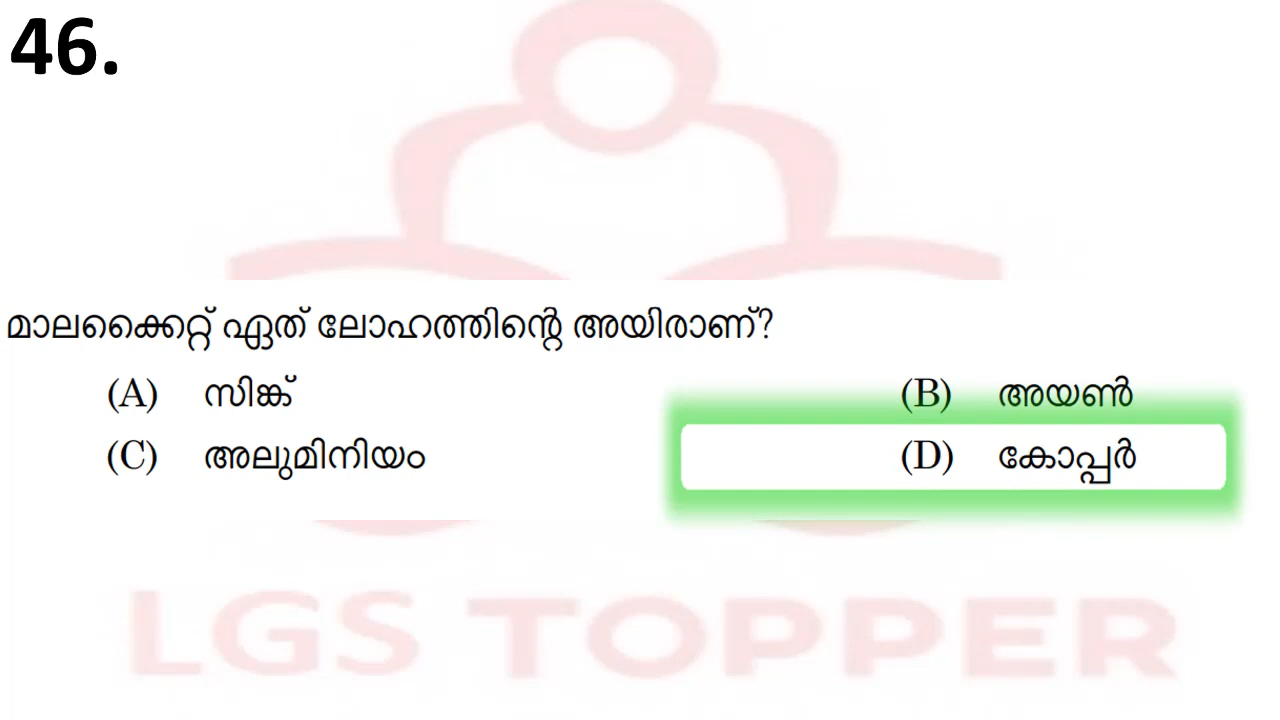 46.
മാലക്കൈറ്റ് ഏത് ലോഹത്തിന്റെ അയിരാണ്?
(A) സിങ്ക് (B) അയൺ
(C) അലുമിനിയം (D) കോപ്പർ
LGS TOPPER